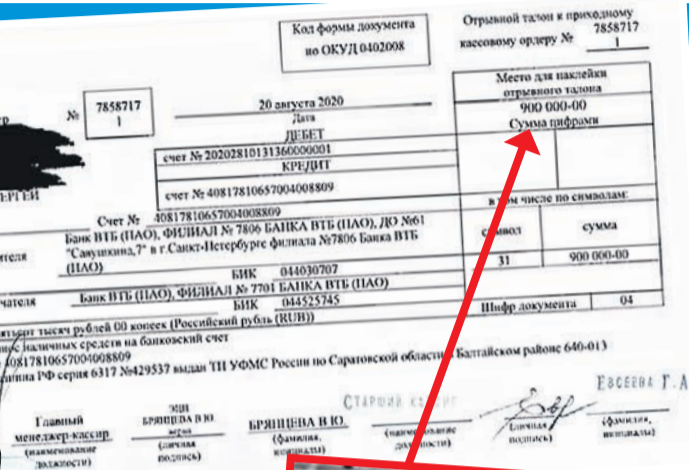 Код формы документа
по ОКУД 0402008
Отрывной талон к приходному
кассовому ордеру №
7858717
1
Место для наклейки
отрывного талона
900 000-00
Сумма цифрами
№
7858717
1
20 августа 2020
Дата
ДЕБЕТ
счет № 20202810131360000001
КРЕДИТ
счет № 40817810657004008809
Счет № 40817810657004008809
в том числе по символам:
символ сумма
31 900 000-00
Банк ВТБ (ПАО), ФИЛИАЛ № 7806 БАНКА ВТБ (ПАО), ДО №61
"Савушкина,7" в г.Санкт-Петербурге филиала №7806 Банка ВТБ
(ПАО)
БИК 044030707
Банк ВТБ (ПАО), ФИЛИАЛ № 7701 БАНКА ВТБ (ПАО)
БИК 044525745
Шифр документа 04
тысяч рублей 00 копеек (Российский рубль (RUB))
наличных средств на банковский счет
40817810657004008809
РФ серия 6317 №429537 выдан ТП УФМС России по Саратовской области в Балтайском районе 640-013
СТАРШИЙ КАССИР
ЕВСЕЕВА Г.А
Главный
менеджер-кассир
(наименование
должности)
БРЯНЦЕВА В Ю
(личная
подпись)
БРЯНЦЕВА В Ю.
(фамилия,
инициалы)
(наименование
должности)
(личная
подпись)
(фамилия,
инициалы)